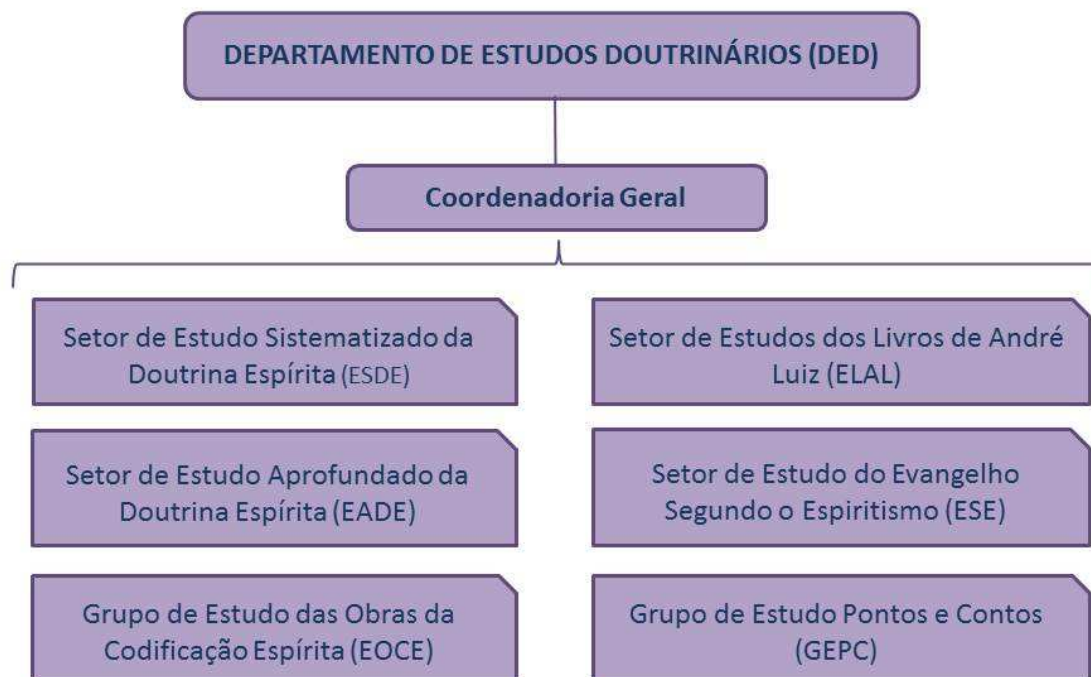 DEPARTAMENTO DE ESTUDOS DOUTRINÁRIOS (DED)
Coordenadoria Geral
Setor de Estudo Sistematizado da
Doutrina Espírita (ESDE)
Setor de Estudos dos Livros de André
Luiz (ELAL)
Setor de Estudo Aprofundado da
Doutrina Espírita (EADE)
Setor de Estudo do Evangelho
Segundo o Espiritismo (ESE)
Grupo de Estudo das Obras da
Codificação Espírita (EOCE)
Grupo de Estudo Pontos e Contos
(GEPC)